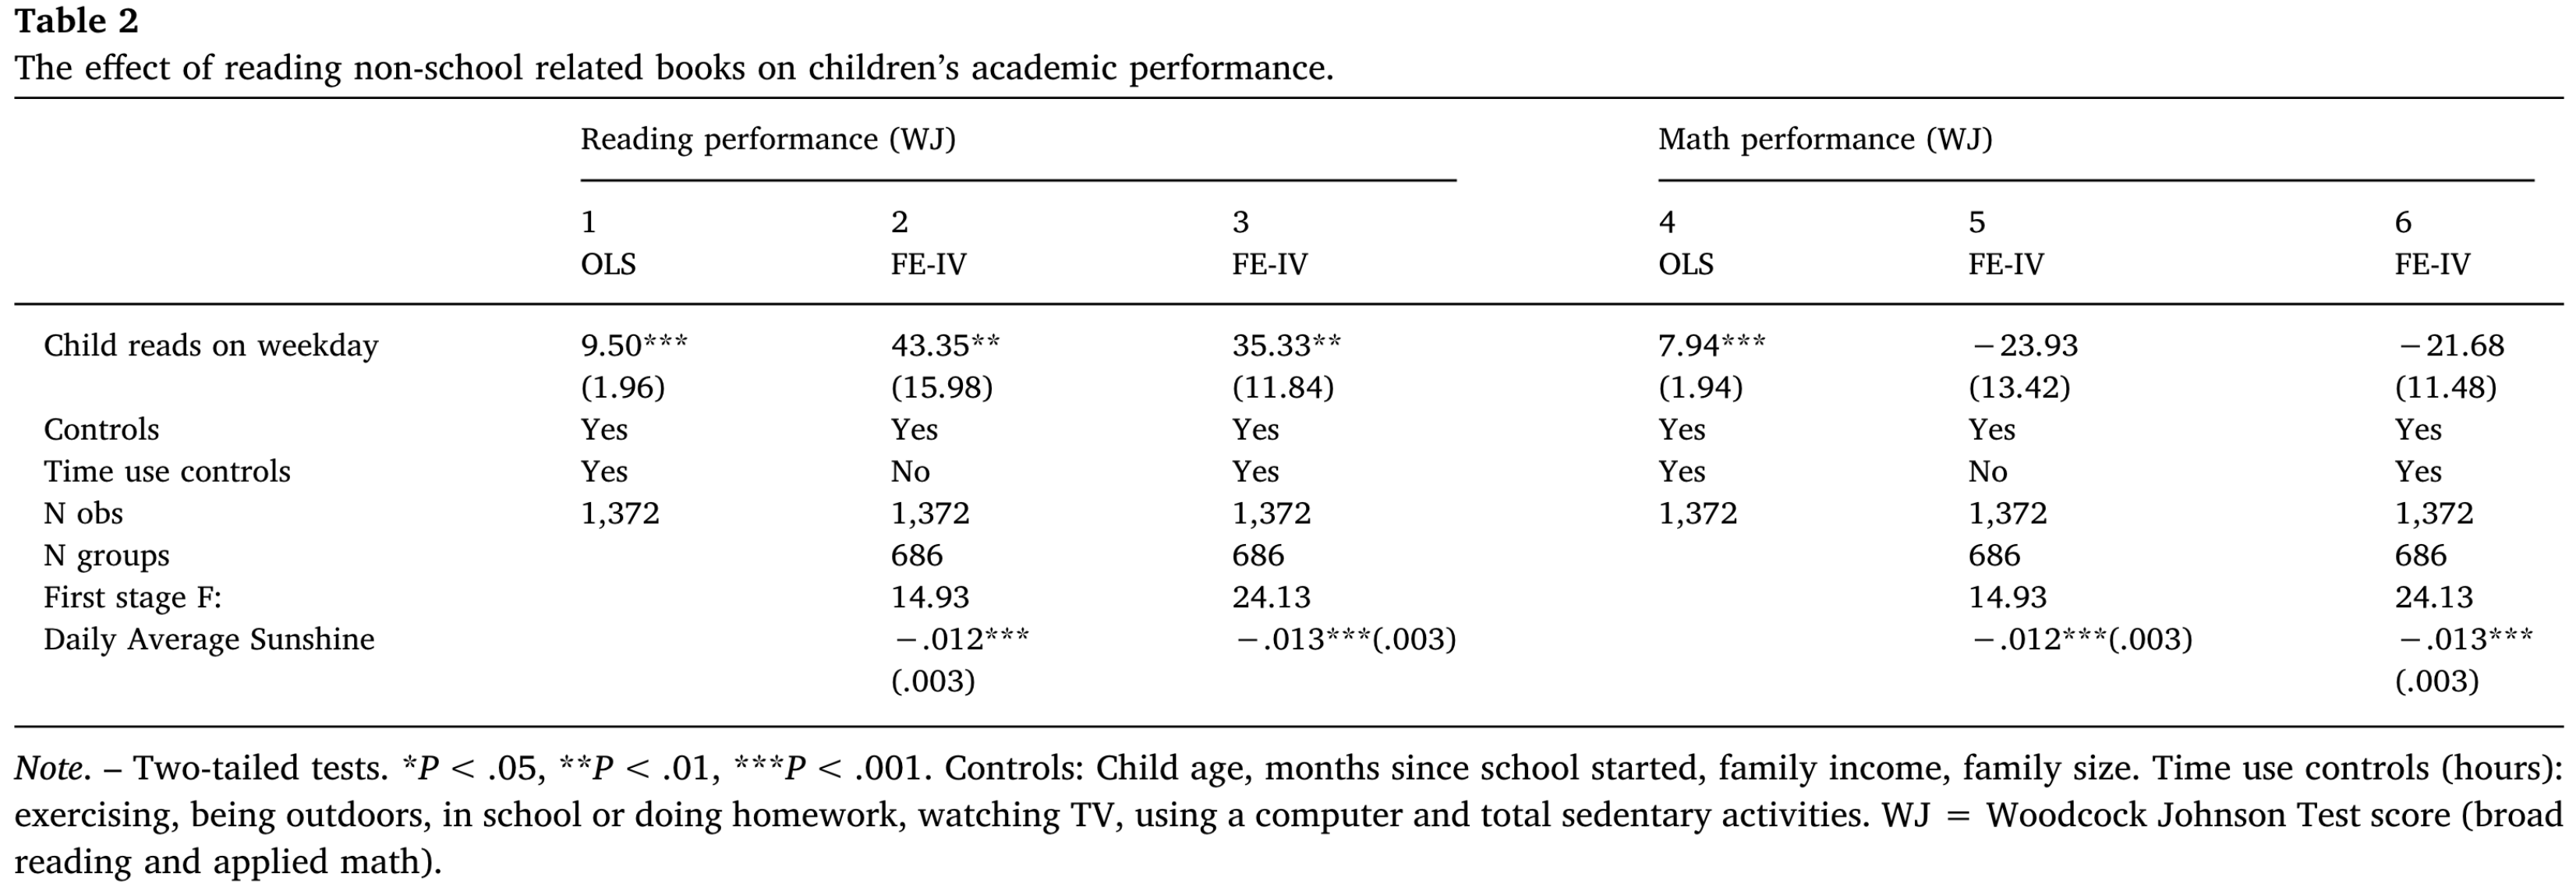 Table 2
The effect of reading non-school related books on children’s academic performance.
Reading performance (WJ) Math performance (WJ)
1 2 3 4 5 6
OLS FE-IV FE-IV OLS FE-IV FE-IV
Child reads on weekday 9.50*** 43.35** 35.33** 7.94*** −23.93 −21.68
(1.96) (15.98) (11.84) (1.94) (13.42) (11.48)
Controls Yes Yes Yes Yes Yes Yes
Time use controls Yes No Yes Yes No Yes
N obs 1,372 1,372 1,372 1,372 1,372 1,372
N groups 686 686 686 686
First stage F: 14.93 24.13 14.93 24.13
Daily Average Sunshine −.012*** −.013***(.003) −.012***(.003) −.013***
(.003) (.003)
Note. – Two-tailed tests. *P < .05, **P < .01, ***P < .001. Controls: Child age, months since school started, family income, family size. Time use controls (hours):
exercising, being outdoors, in school or doing homework, watching TV, using a computer and total sedentary activities. WJ = Woodcock Johnson Test score (broad
reading and applied math).